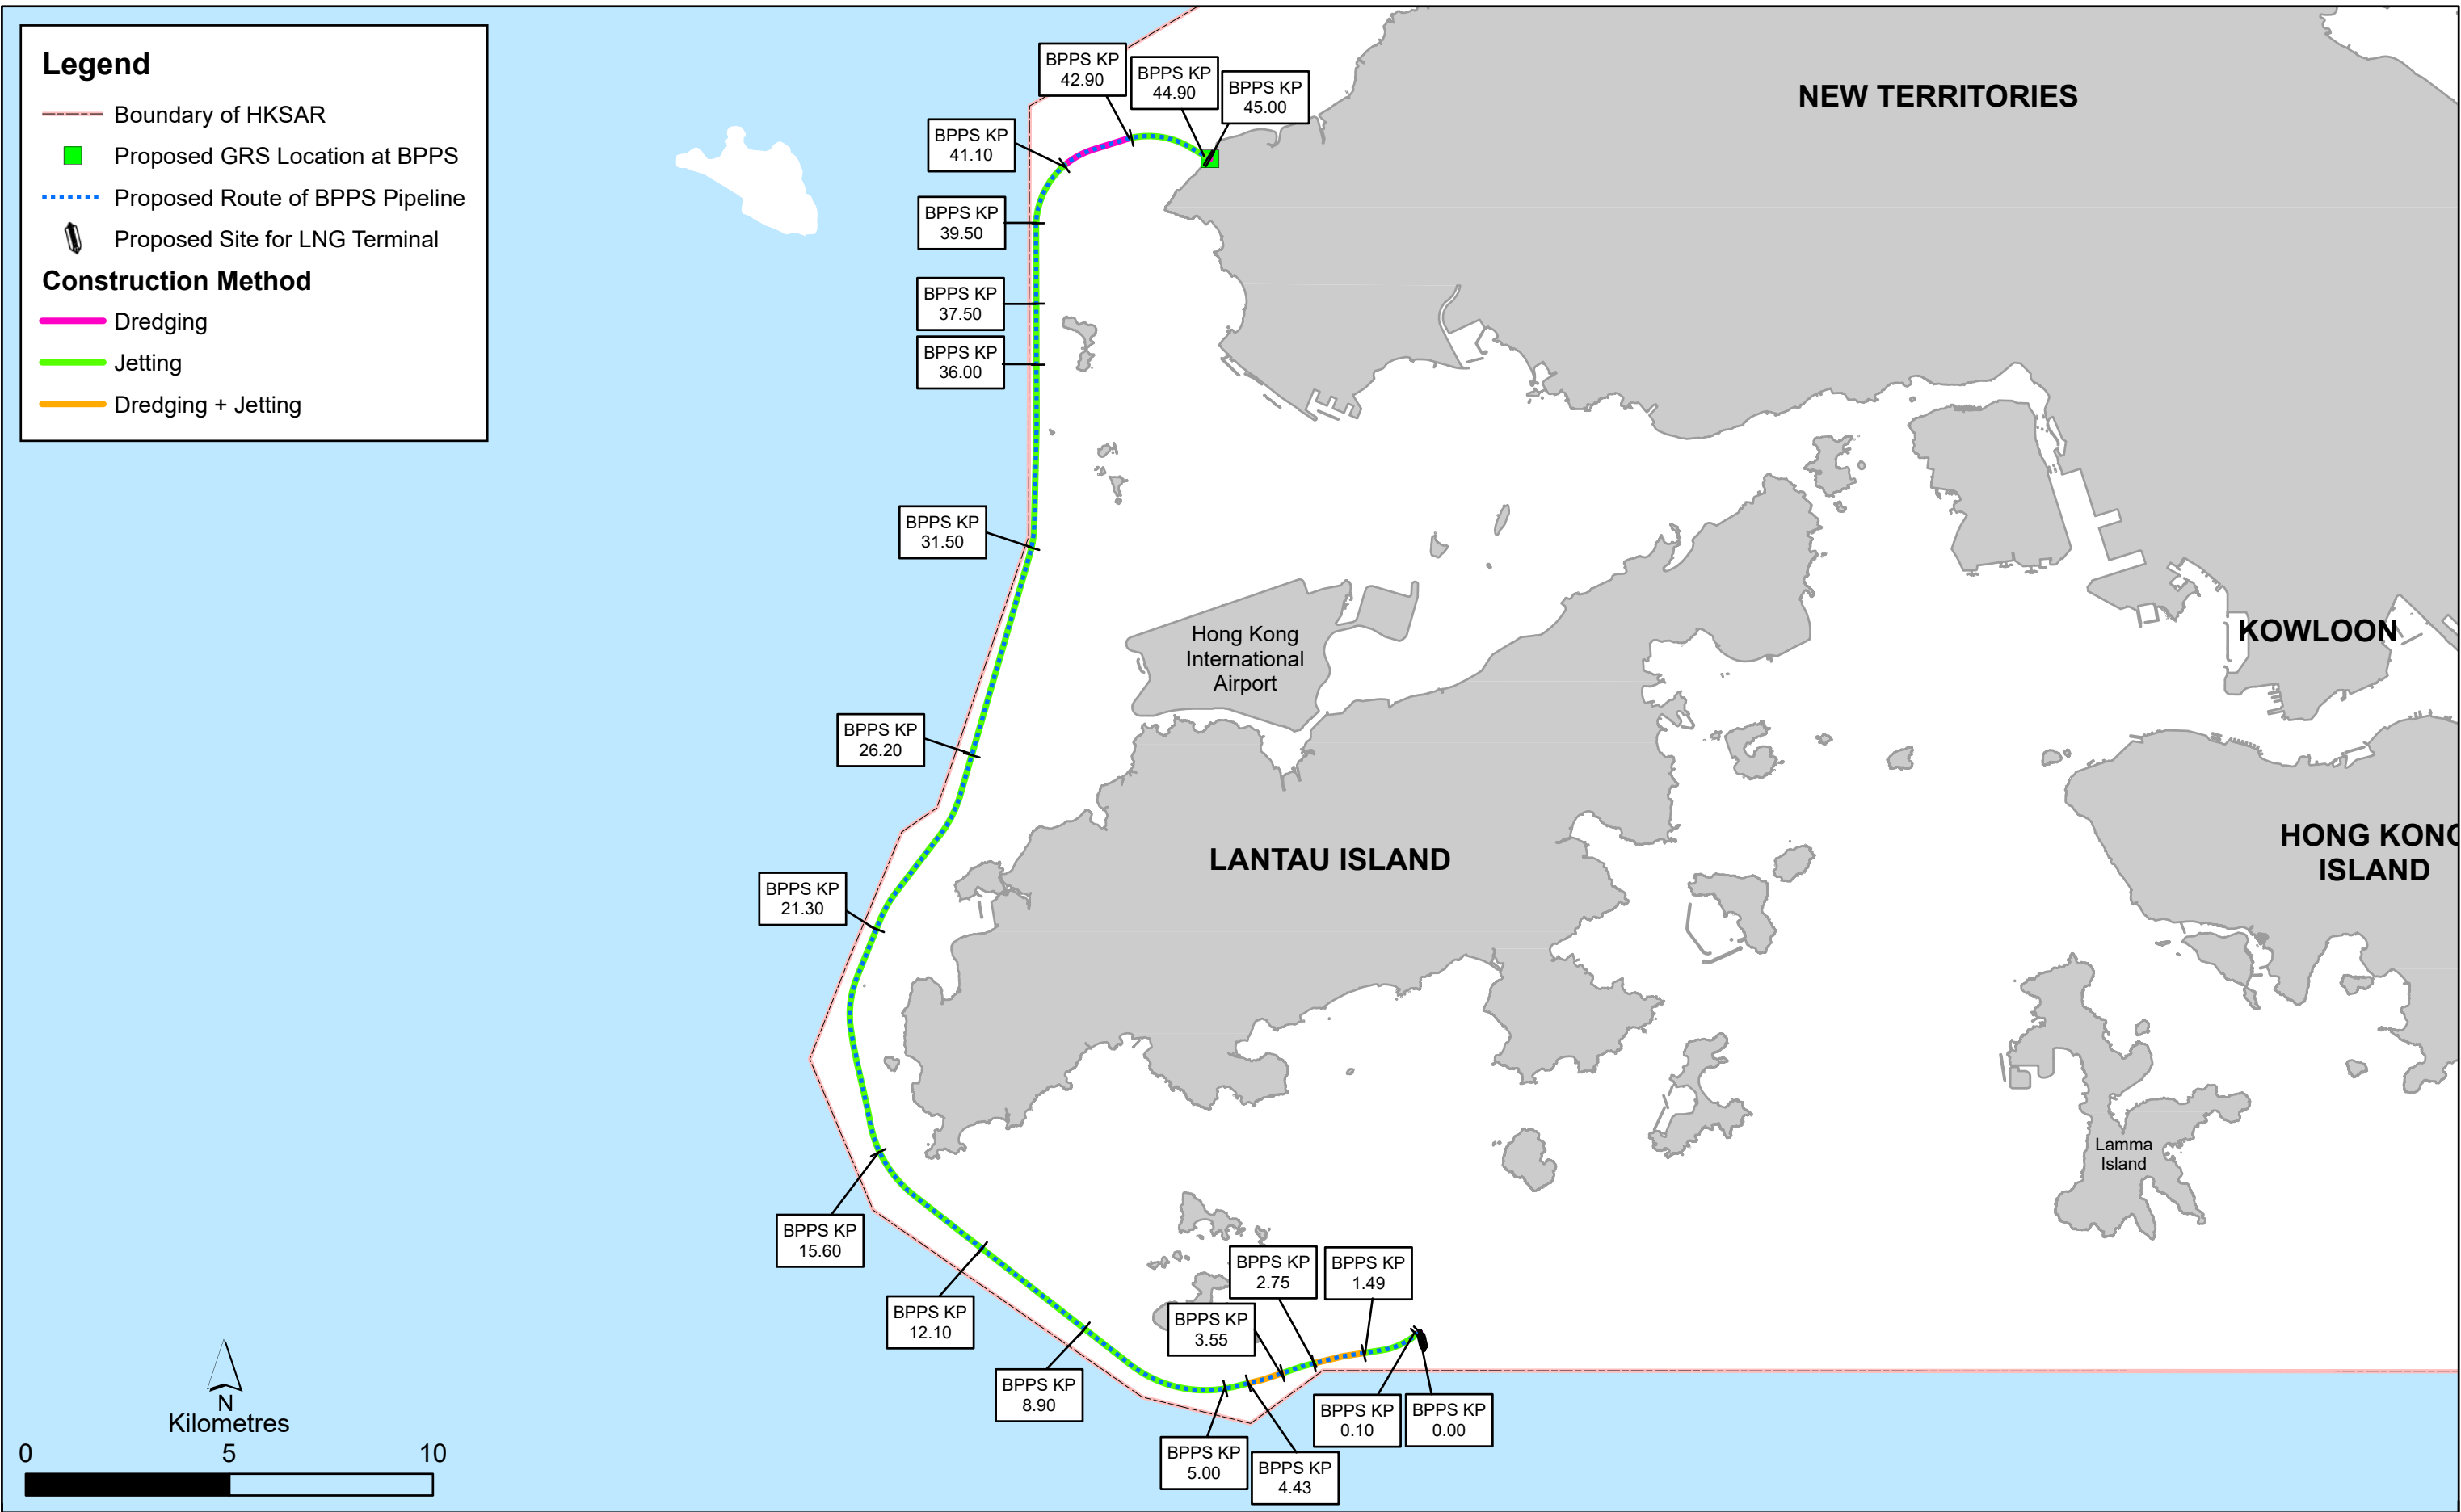 Legend
Boundary of HKSAR
Proposed GRS Location at BPPS
Proposed Route of BPPS Pipeline
Proposed Site for LNG Terminal
Construction Method
Dredging
Jetting
Dredging + Jetting
BPPS KP
42.90
BPPS KP
44.90
BPPS KP
45.00
BPPS KP
41.10
BPPS KP
39.50
BPPS KP
37.50
BPPS KP
36.00
BPPS KP
31.50
BPPS KP
26.20
BPPS KP
21.30
BPPS KP
15.60
BPPS KP
12.10
BPPS KP
8.90
BPPS KP
5.00
BPPS KP
4.43
BPPS KP
3.55
BPPS KP
2.75
BPPS KP
1.49
BPPS KP
0.10
BPPS KP
0.00
NEW TERRITORIES
KOWLOON
Hong Kong
International
Airport
LANTAU ISLAND
HONG KONG
ISLAND
Lamma
Island
N
Kilometres
0 5 10